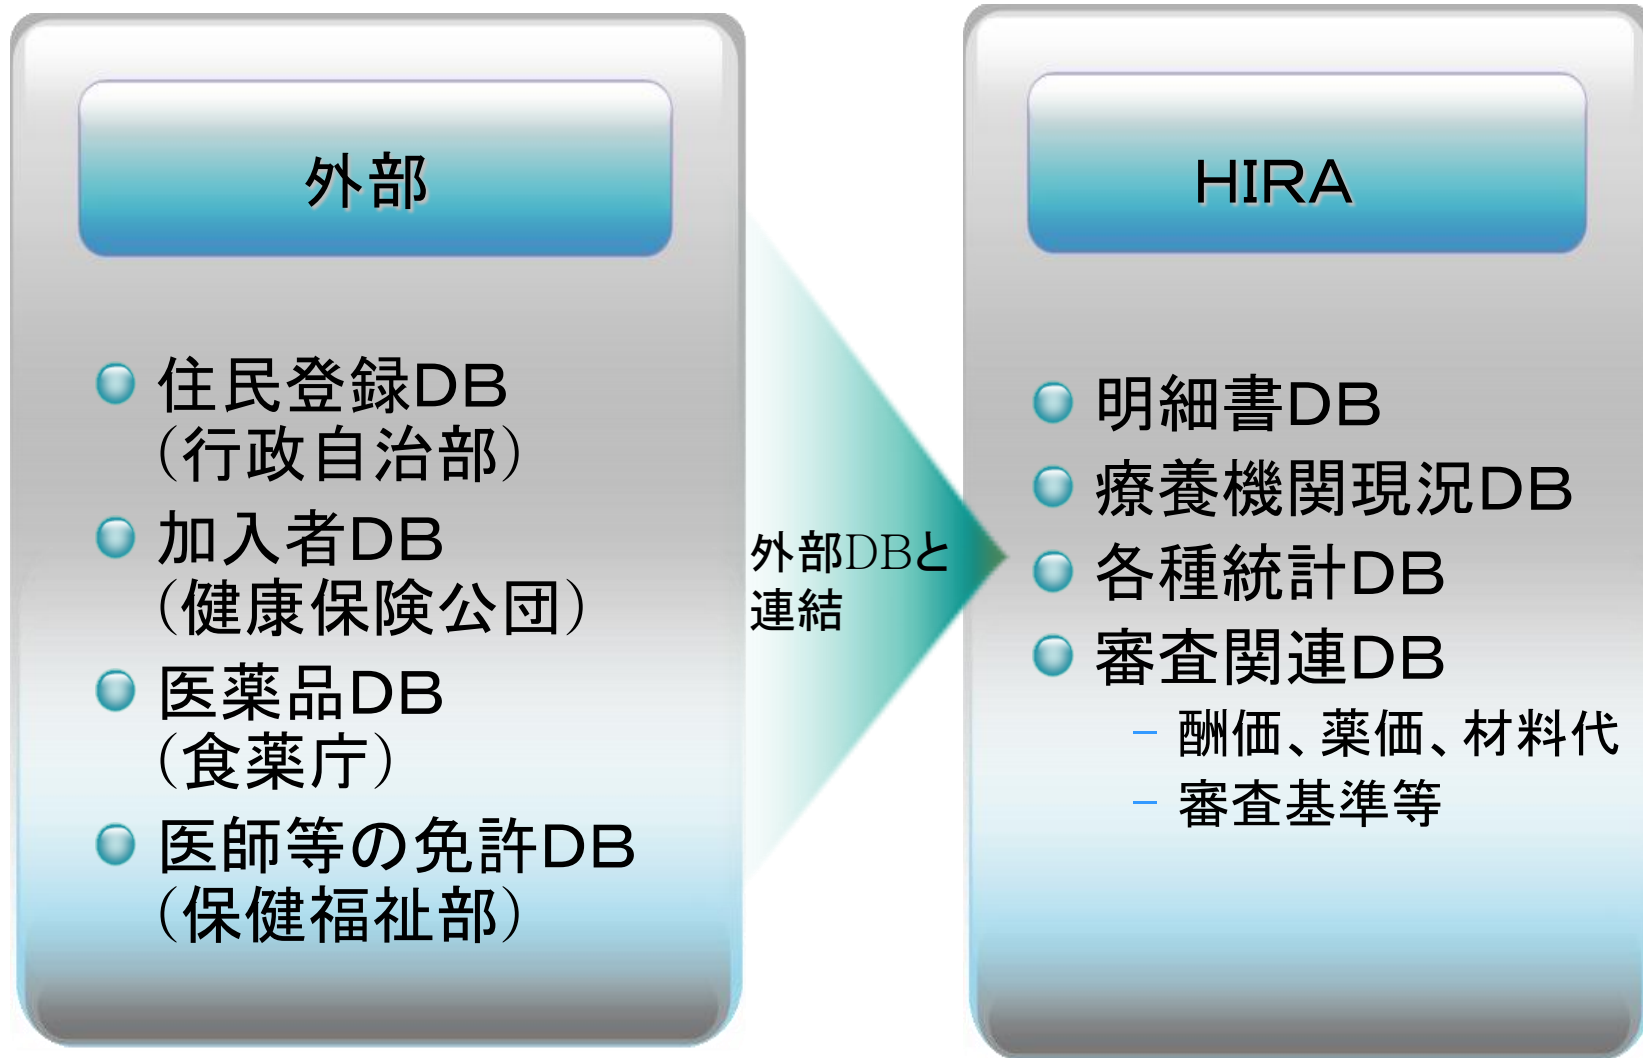 外部
住民登録DB
（行政自治部）
加入者DB
（健康保険公団）
医薬品DB
（食薬庁）
医師等の免許DB
（保健福祉部）
外部DBと
連結
HIRA
明細書DB
療養機関現況DB
各種統計DB
審査関連DB
– 酬価、薬価、材料代
– 審査基準等